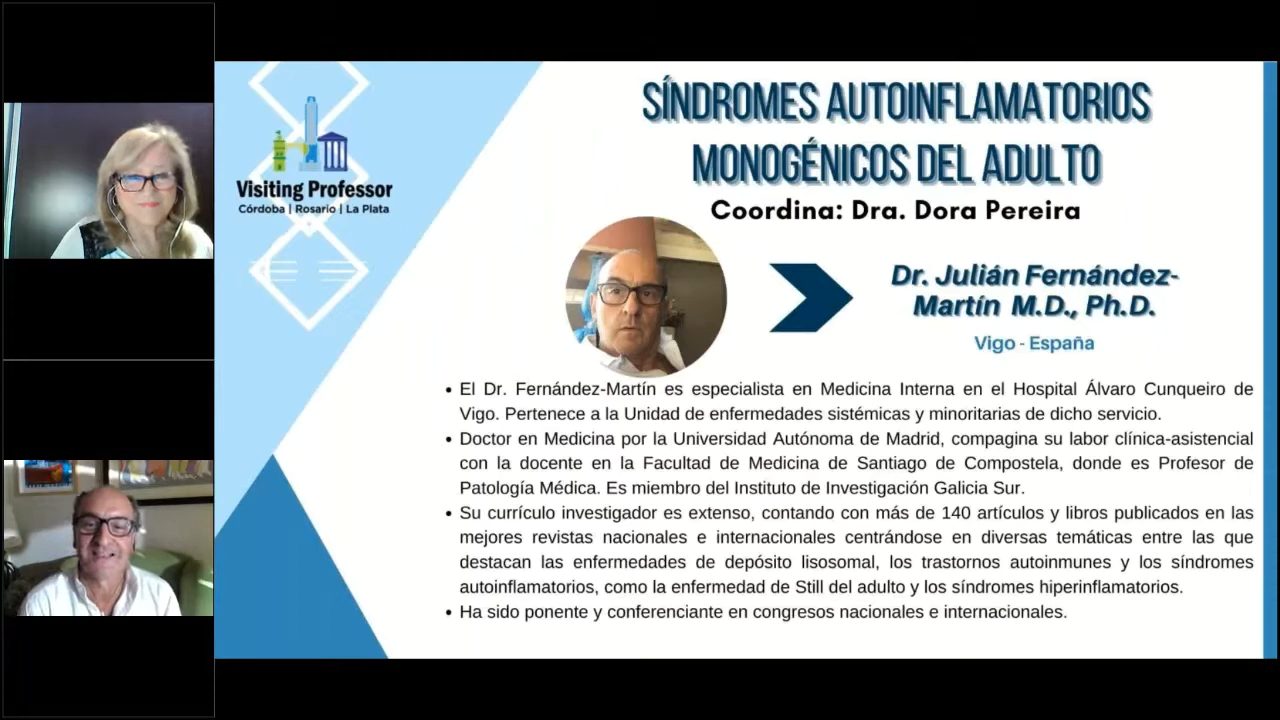 Visiting Professor
Córdoba | Rosario | La Plata
SÍNDROMES AUTOINFLAMATORIOS
MONOGÉNICOS DEL ADULTO
Coordina: Dra. Dora Pereira
Dr. Julián Fernández-
Martín M.D., Ph.D.
Vigo - España
• El Dr. Fernández-Martín es especialista en Medicina Interna en el Hospital Álvaro Cunqueiro de
Vigo. Pertenece a la Unidad de enfermedades sistémicas y minoritarias de dicho servicio.
• Doctor en Medicina por la Universidad Autónoma de Madrid, compagina su labor clínica-asistencial
con la docente en la Facultad de Medicina de Santiago de Compostela, donde es Profesor de
Patología Médica. Es miembro del Instituto de Investigación Galicia Sur.
• Su currículo investigador es extenso, contando con más de 140 artículos y libros publicados en las
mejores revistas nacionales e internacionales centrándose en diversas temáticas entre las que
destacan las enfermedades de depósito lisosomal, los trastornos autoinmunes y los síndromes
autoinflamatorios, como la enfermedad de Still del adulto y los síndromes hiperinflamatorios.
• Ha sido ponente y conferenciante en congresos nacionales e internacionales.